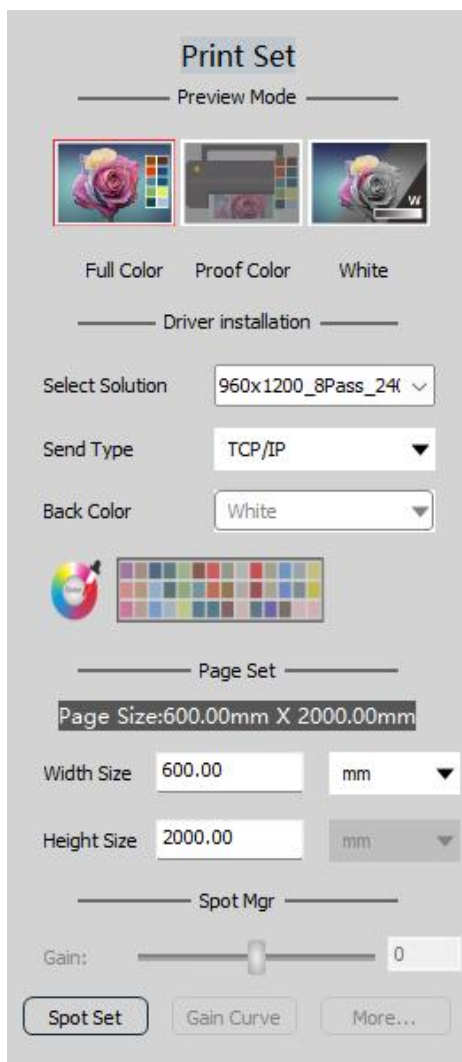 Print Set
Preview Mode
W
Full Color Proof Color White
Driver installation
Select Solution 960x1200_8Pass_240
Send Type TCP/IP
Back Color White
Page Set
Page Size:600.00mm X 2000.00mm
Width Size 600.00 mm
Height Size 2000.00 mm
Spot Mgr
Gain: 0
Spot Set Gain Curve More...